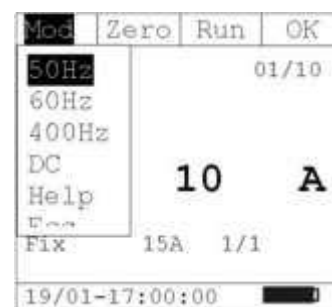 Mod Zero Run OK
50Hz 01/10
60Hz
400Hz
DC
10 A
Help
Fix 15A 1/1
19/01-17:00:00